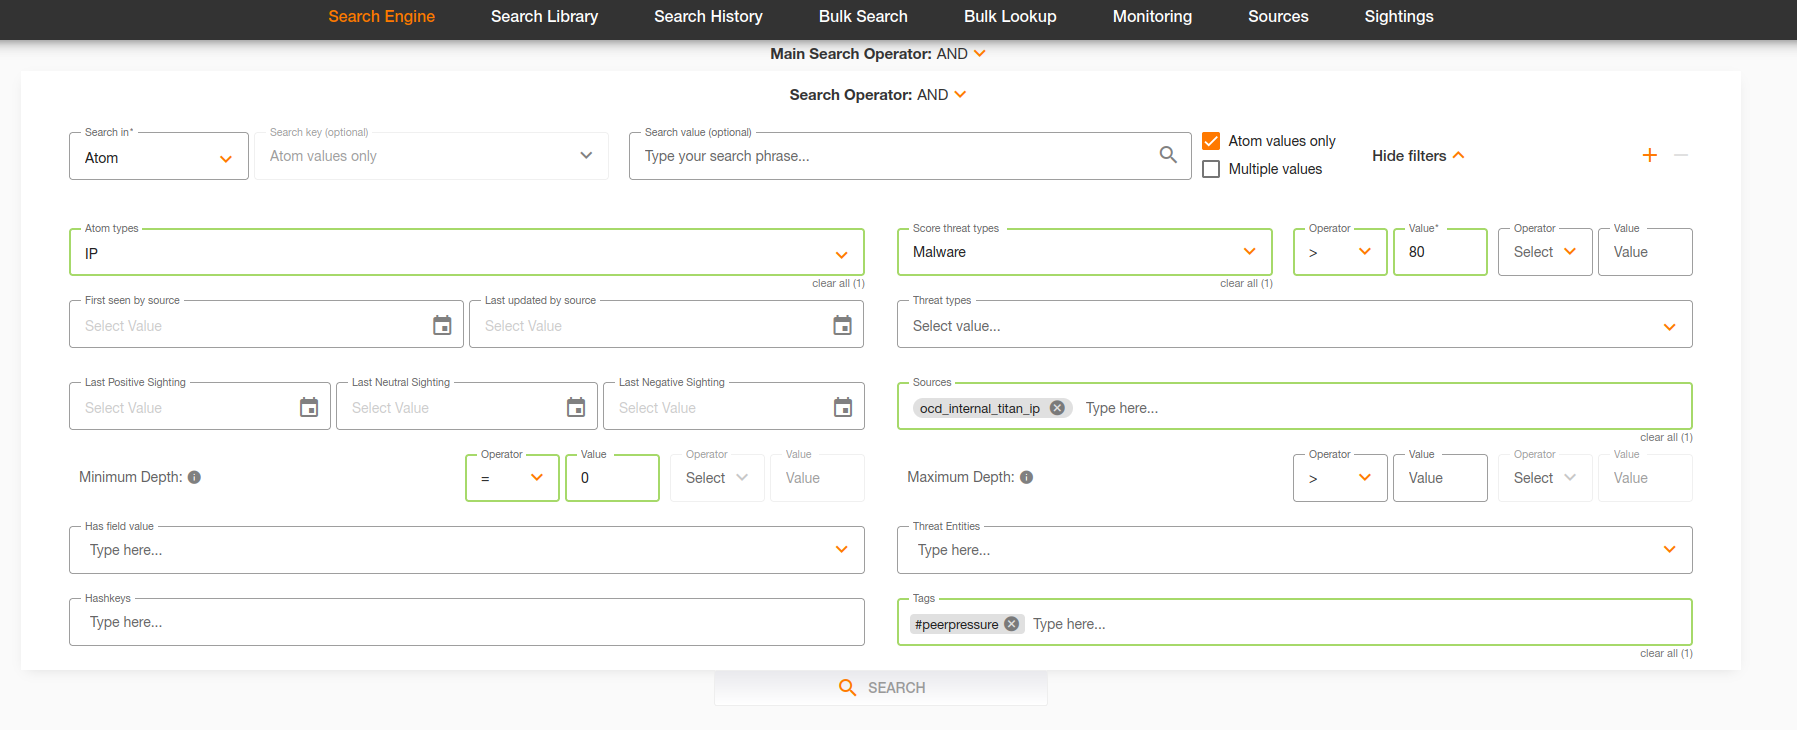 Search Engine Search Library Search History Bulk Search Bulk Lookup Monitoring Sources Sightings
Main Search Operator: AND
Search Operator: AND
Search in* Search key (optional) Search value (optional)
Atom Atom values only Type your search phrase...
Atom values only
Multiple values
Hide filters
Atom types Score threat types Operator Value* Operator Value
IP Malware > 80 Select Value
clear all (1) clear all (1)
First seen by source Last updated by source Threat types
Select Value Select Value Select value...
Last Positive Sighting Last Neutral Sighting Last Negative Sighting Sources
Select Value Select Value Select Value ocd_internal_titan_ip Type here...
clear all (1)
Operator Value Operator Value Operator Value Operator Value
Minimum Depth: = 0 Select Value Maximum Depth: > Value Select Value
Has field value Threat Entities
Type here... Type here...
Hashkeys Tags
Type here... #peerpressure Type here...
clear all (1)
SEARCH